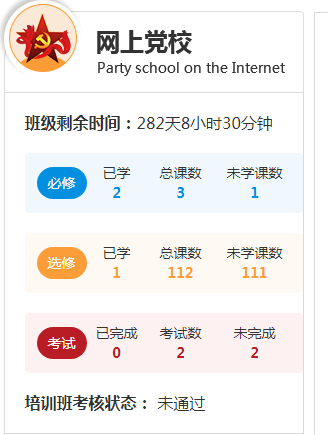 网上党校
Party school on the Internet
班级剩余时间：282天8小时30分钟
必修 已学 总课数 未学课数
2 3 1
选修 已学 总课数 未学课数
1 112 111
考试 已完成 考试数 未完成
0 2 2
培训班考核状态： 未通过